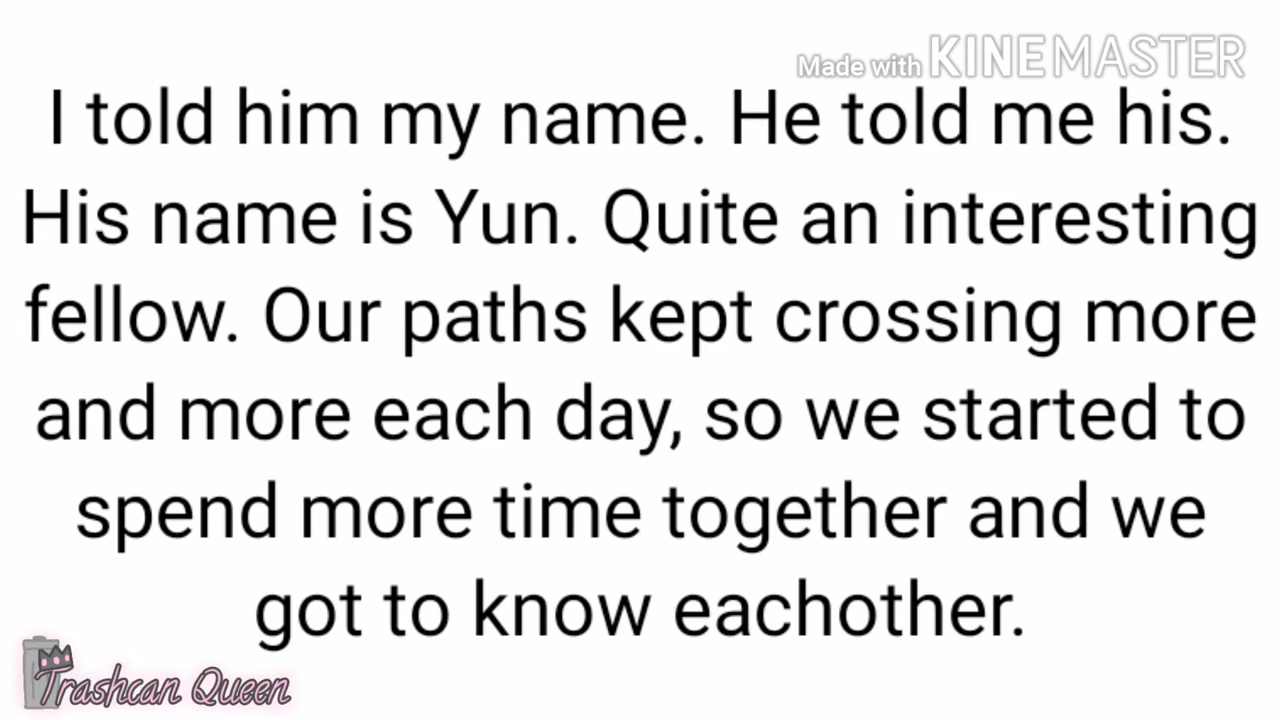 Made with KINEMASTER
I told him my name. He told me his.
His name is Yun. Quite an interesting
fellow. Our paths kept crossing more
and more each day, so we started to
spend more time together and we
got to know eachother.
Trashcan Queen